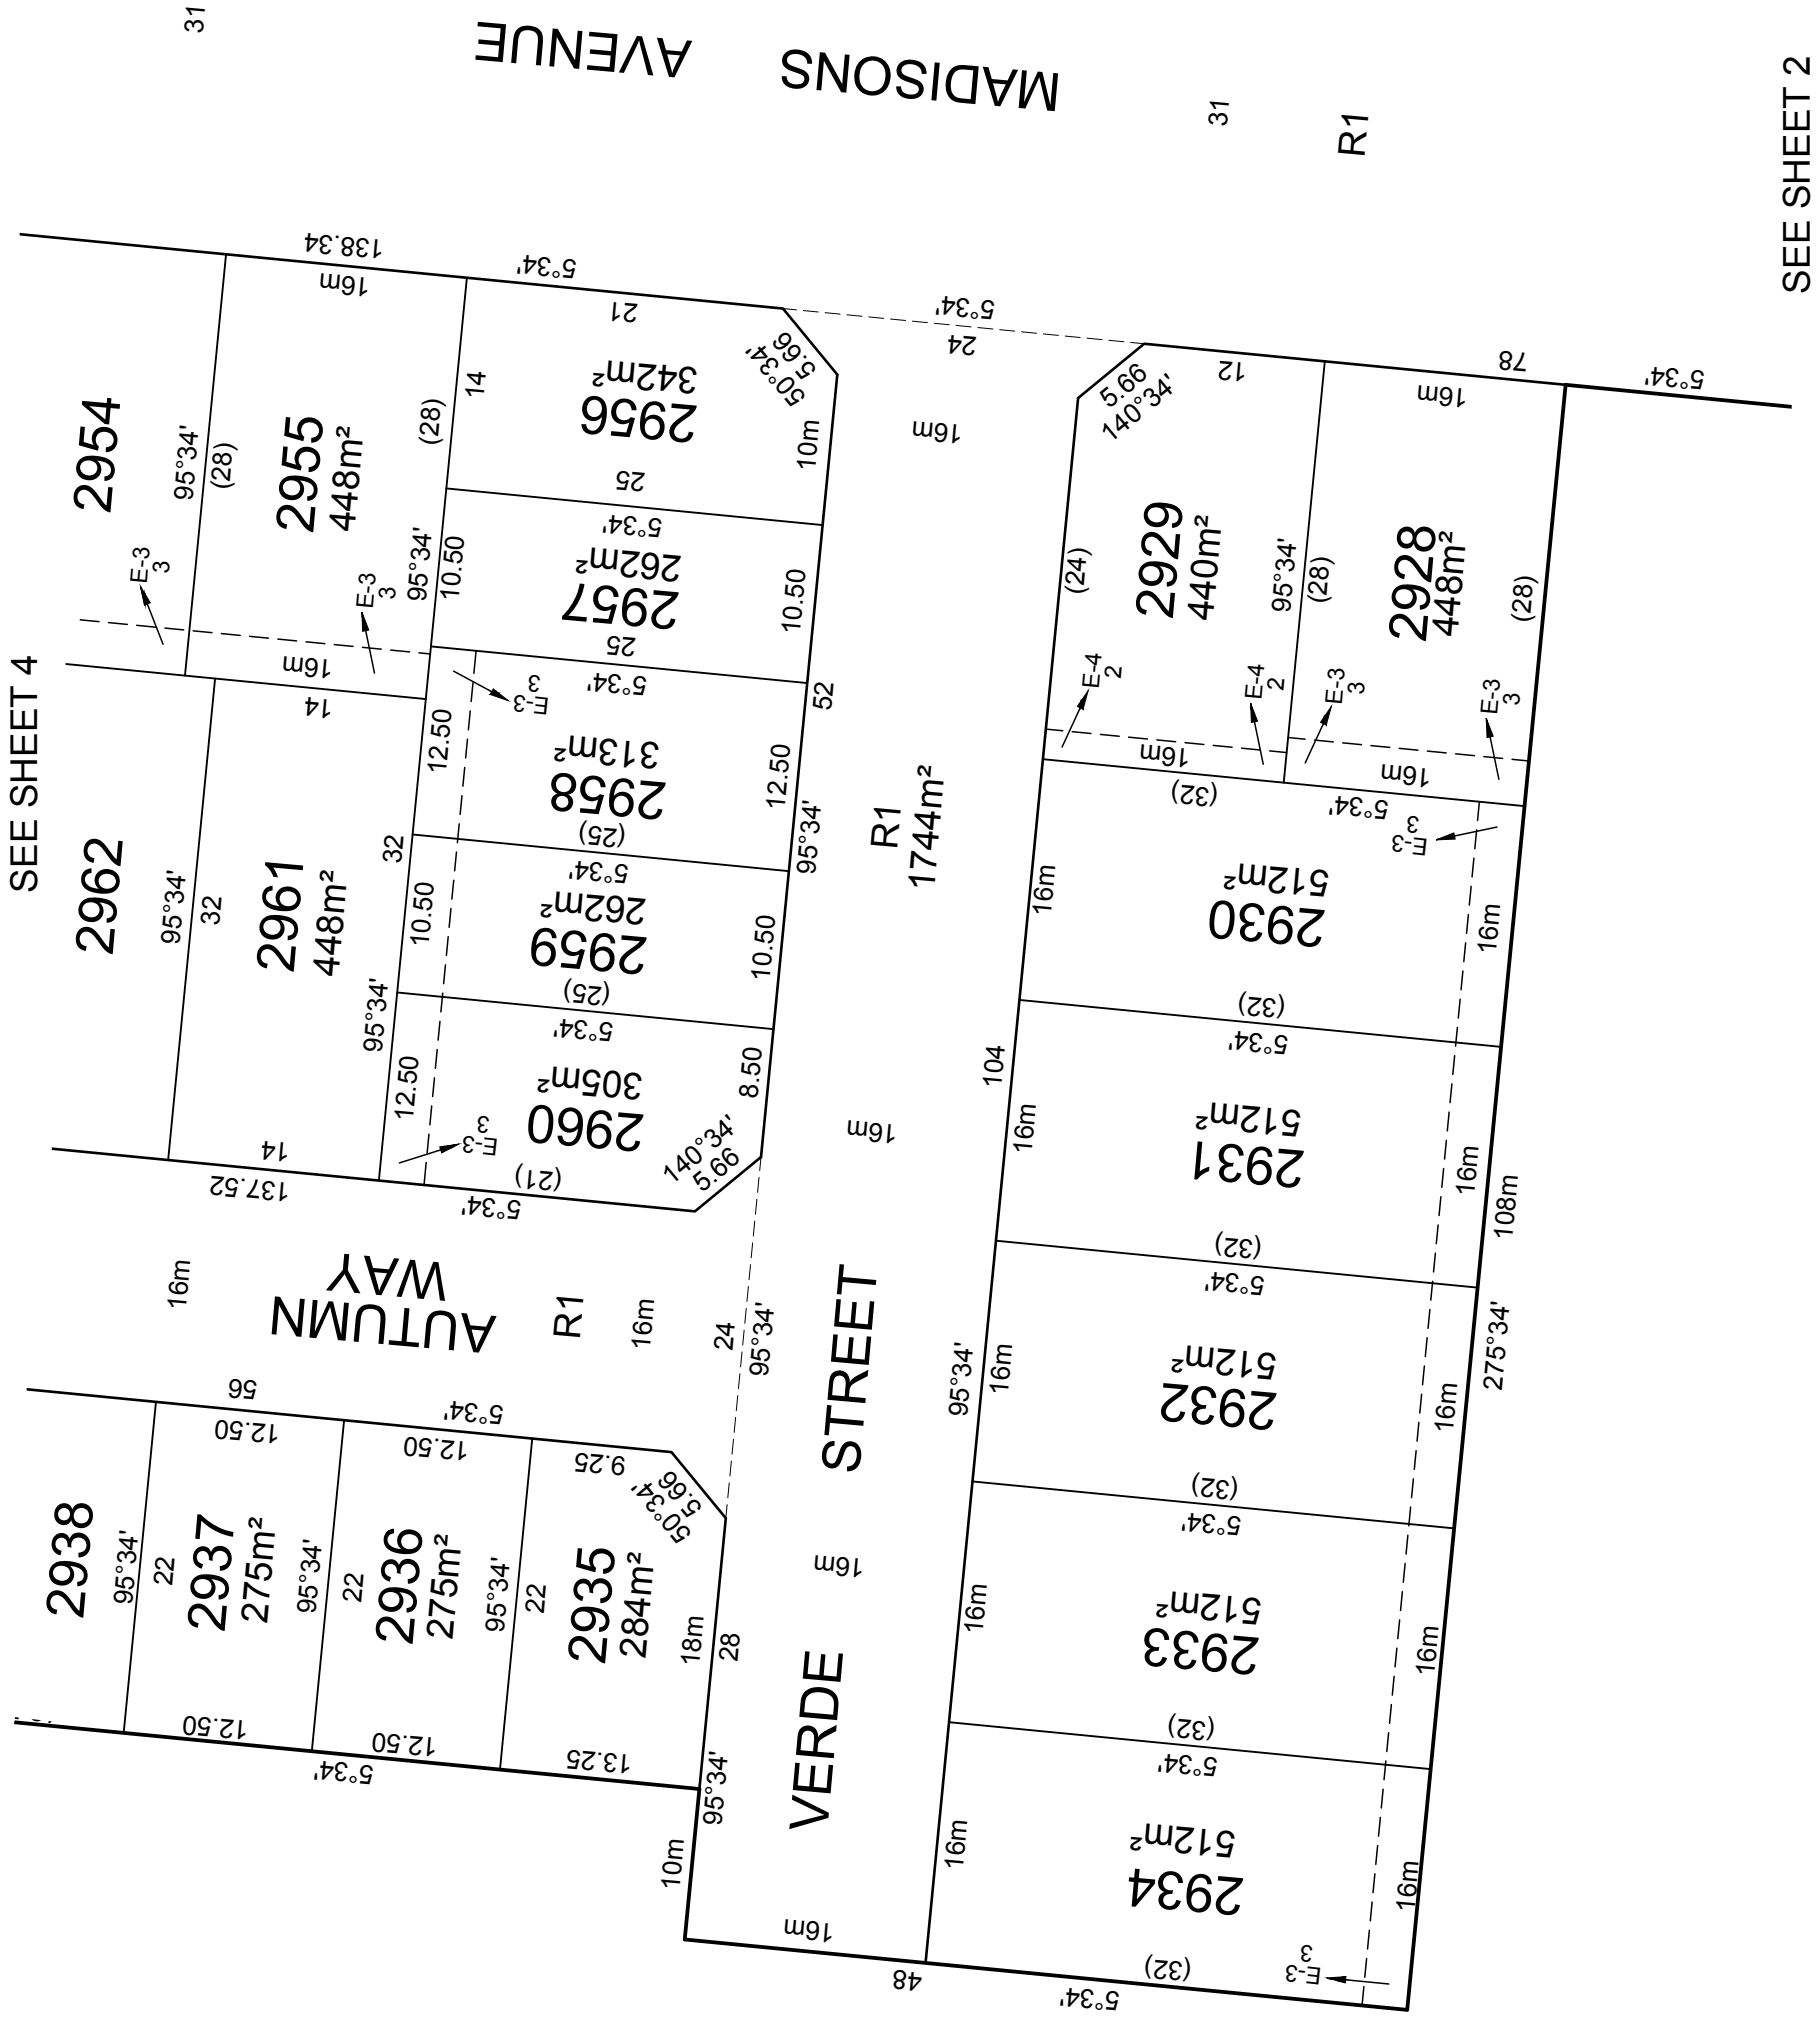 31
MADISONS
AVENUE
31
R1
SEE SHEET 2
SEE SHEET 4
138.34
5°34'
16m
21
5°34'
24
2954
95°34'
(28)
2955
448m²
(28)
14
2956
342m²
50°34'
5.66
10m
16m
5.66
140°34'
12
78
16m
5°34'
25
5°34'
2957
262m²
10.50
95°34'
10.50
25
5°34'
E-3
3
E-3
3
16m
14
E-3
3
(24)
2929
440m²
95°34'
(28)
2928
448m²
(28)
E-4
2
E-4
2
E-3
3
E-3
3
16m
16m
(32)
5°34'
E-3
3
52
12.50
2958
313m²
12.50
95°34'
(25)
5°34'
R1
1744m²
2962
95°34'
32
2961
448m²
32
95°34'
10.50
2959
262m²
10.50
(25)
5°34'
16m
2930
512m²
16m
(32)
5°34'
12.50
2960
305m²
8.50
E-3
3
(21)
140°34'
5.66
14
137.52
5°34'
16m
104
16m
2931
512m²
16m
108m
(32)
5°34'
16m
AUTUMN
WAY
R1
16m
24
95°34'
VERDE STREET
95°34'
16m
2932
512m²
16m
275°34'
(32)
5°34'
56
5°34'
12.50
12.50
9.25
50°34'
5.66
2938
95°34'
22
2937
275m²
95°34'
22
2936
275m²
95°34'
22
2935
284m²
18m
28
16m
16m
2933
512m²
16m
(32)
5°34'
12.50
12.50
13.25
5°34'
95°34'
10m
16m
48
16m
2934
512m²
16m
(32)
5°34'
E-3
3